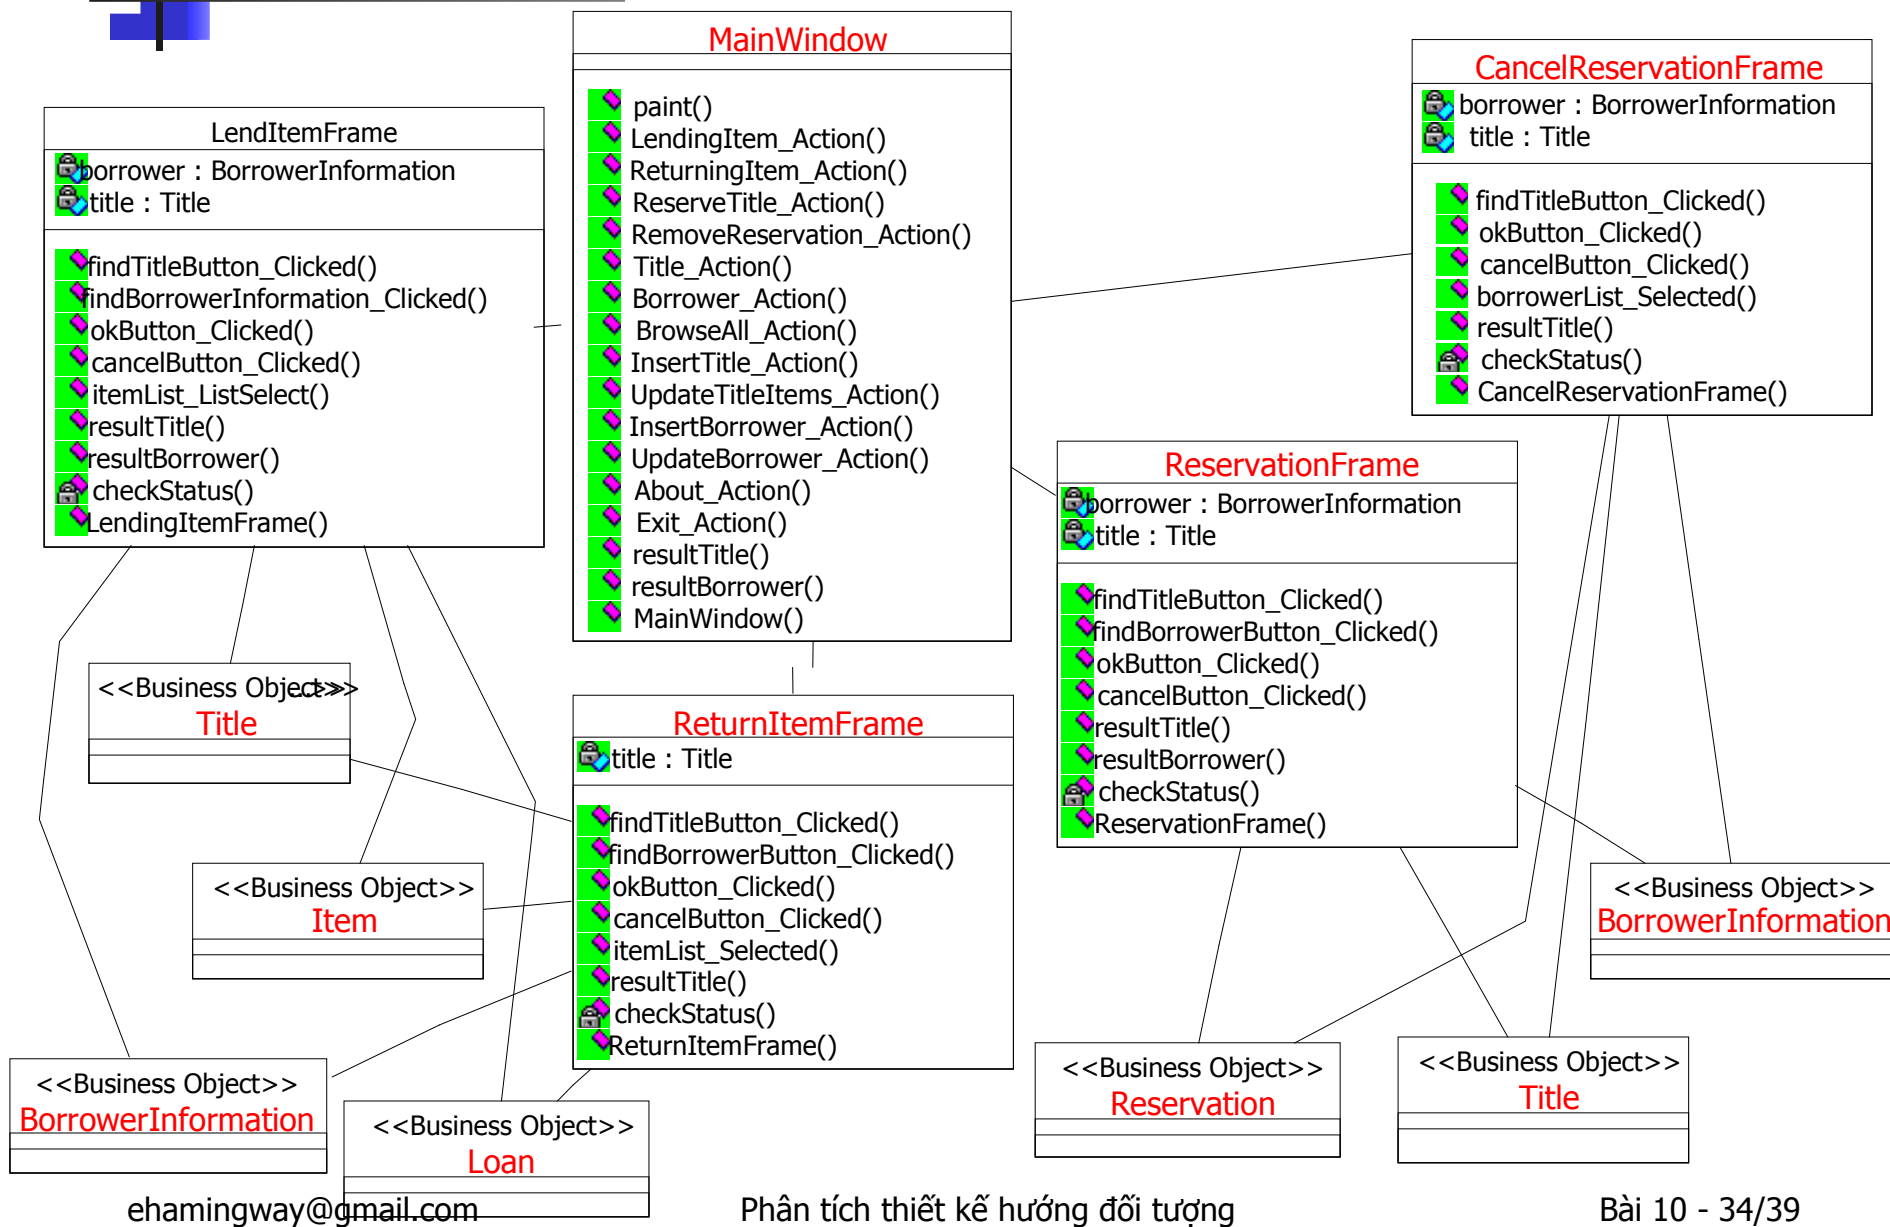 MainWindow
paint()
LendingItem_Action()
ReturningItem_Action()
ReserveTitle_Action()
RemoveReservation_Action()
Title_Action()
Borrower_Action()
BrowseAll_Action()
InsertTitle_Action()
UpdateTitleItems_Action()
InsertBorrower_Action()
UpdateBorrower_Action()
About_Action()
Exit_Action()
resultTitle()
resultBorrower()
MainWindow()
CancelReservationFrame
borrower : BorrowerInformation
title : Title
findTitleButton_Clicked()
okButton_Clicked()
cancelButton_Clicked()
borrowerList_Selected()
resultTitle()
checkStatus()
CancelReservationFrame()
LendItemFrame
borrower : BorrowerInformation
title : Title
findTitleButton_Clicked()
findBorrowerInformation_Clicked()
okButton_Clicked()
cancelButton_Clicked()
itemList_ListSelect()
resultTitle()
resultBorrower()
checkStatus()
LendingItemFrame()
ReservationFrame
borrower : BorrowerInformation
title : Title
findTitleButton_Clicked()
findBorrowerButton_Clicked()
okButton_Clicked()
cancelButton_Clicked()
resultTitle()
resultBorrower()
checkStatus()
ReservationFrame()
<<Business Object>>
Title
ReturnItemFrame
title : Title
findTitleButton_Clicked()
findBorrowerButton_Clicked()
okButton_Clicked()
cancelButton_Clicked()
itemList_Selected()
resultTitle()
checkStatus()
ReturnItemFrame()
<<Business Object>>
Item
<<Business Object>>
BorrowerInformation
<<Business Object>>
BorrowerInformation
<<Business Object>>
Loan
<<Business Object>>
Reservation
<<Business Object>>
Title
ehamingway@gmail.com
Phân tích thiết kế hướng đối tượng
Bài 10 - 34/39